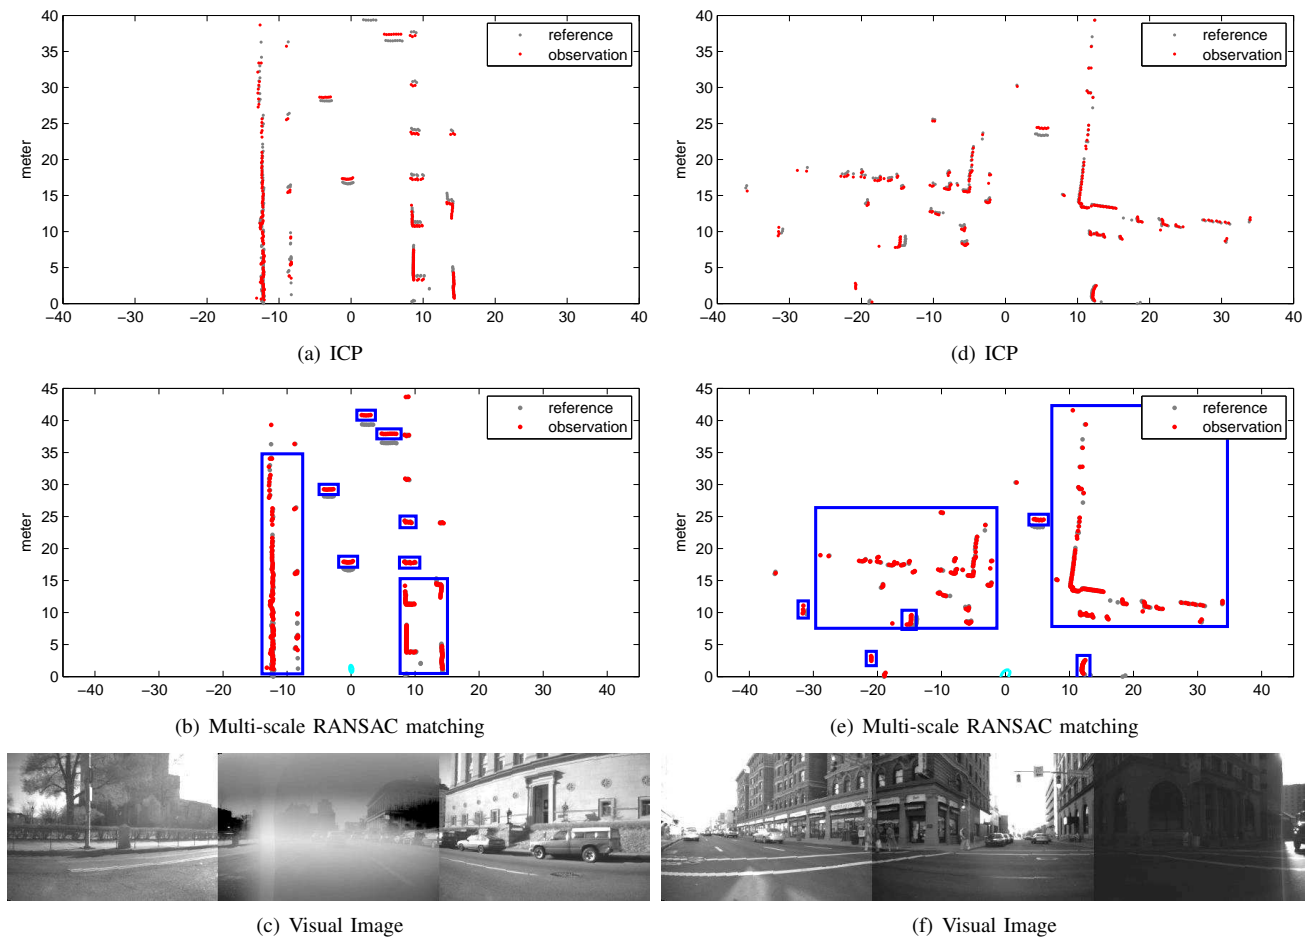 40
35
30
25
20
15
10
5
0
meter
−40 −30 −20 −10 0 10 20 30 40
reference
observation
(a) ICP
40
35
30
25
20
15
10
5
0
meter
−40 −30 −20 −10 0 10 20 30 40
reference
observation
(d) ICP
45
40
35
30
25
20
15
10
5
0
meter
−40 −30 −20 −10 0 10 20 30 40
reference
observation
(b) Multi-scale RANSAC matching
45
40
35
30
25
20
15
10
5
0
meter
−40 −30 −20 −10 0 10 20 30 40
reference
observation
(e) Multi-scale RANSAC matching
(c) Visual Image
(f) Visual Image